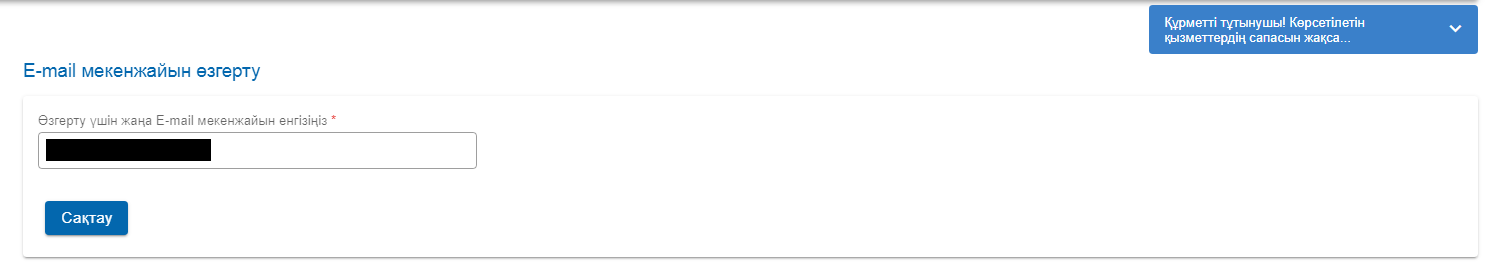 Құрметті тұтынушы! Көрсетілетін
қызметтердің сапасын жақса...
E-mail мекенжайын өзгерту
Өзгерту үшін жаңа E-mail мекенжайын енгізіңіз *
Сақтау